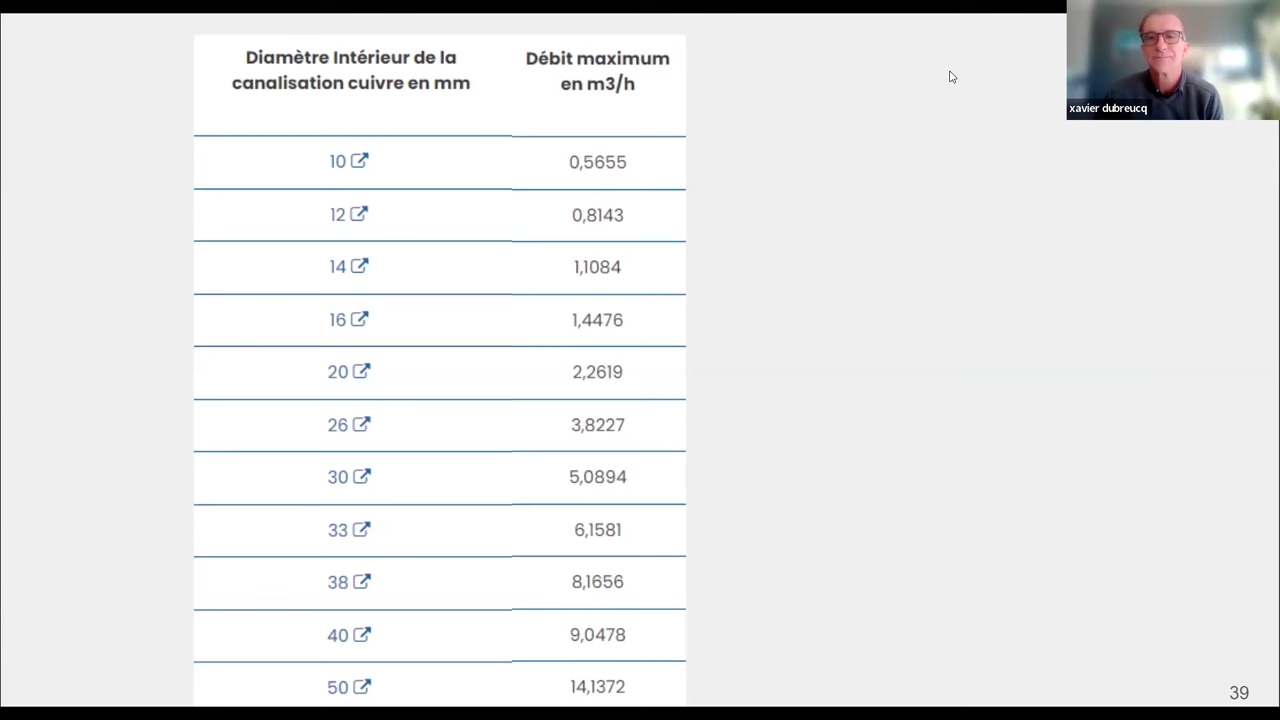 Diamètre Intérieur de la
canalisation cuivre en mm
Débit maximum
en m3/h
10 0,5655
12 0,8143
14 1,1084
16 1,4476
20 2,2619
26 3,8227
30 5,0894
33 6,1581
38 8,1656
40 9,0478
50 14,1372
xavier dubreucq
39